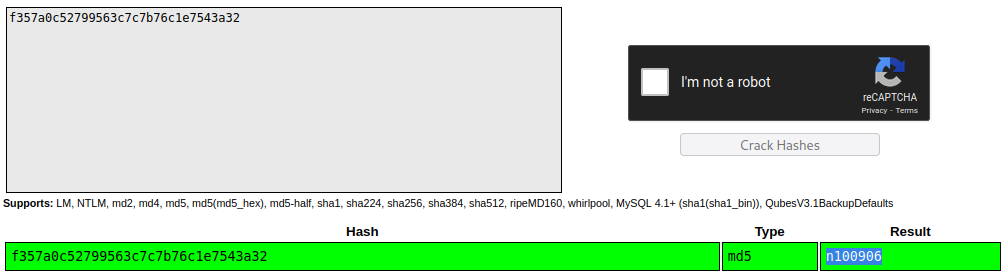 f357a0c52799563c7c7b76c1e7543a32
I'm not a robot
reCAPTCHA
Privacy - Terms
Crack Hashes
Supports: LM, NTLM, md2, md4, md5, md5(md5_hex), md5-half, sha1, sha224, sha256, sha384, sha512, ripeMD160, whirlpool, MySQL 4.1+ (sha1(sha1_bin)), QubesV3.1BackupDefaults
Hash Type Result
f357a0c52799563c7c7b76c1e7543a32 md5 n100906